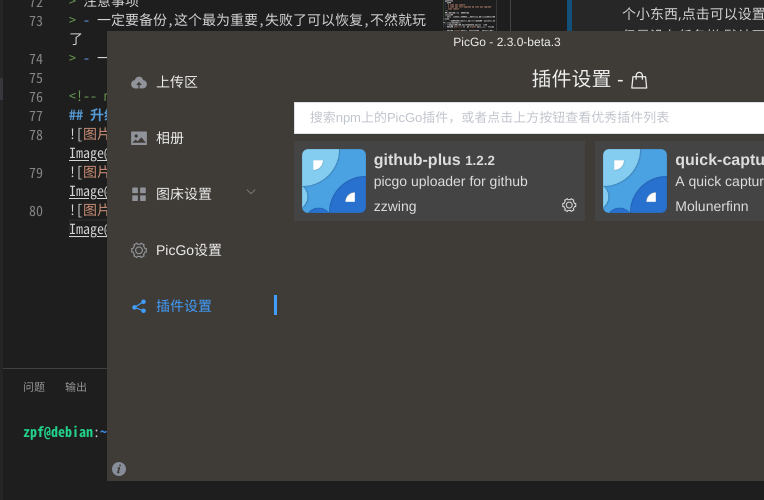 72 > 注意事项
73 > - 一定要备份,这个最为重要,失败了可以恢复,不然就玩
了
74 > - 一
75
76 <!--
77 ## 升
78 ![图片
Image
79 ![图片
Image
80 ![图片
Image
个小东西,点击可以设置
PicGo - 2.3.0-beta.3
上传区
相册
图床设置
PicGo设置
插件设置
插件设置 -
搜索npm上的PicGo插件，或者点击上方按钮查看优秀插件列表
github-plus 1.2.2
picgo uploader for github
zzwing
quick-captu
A quick captur
Molunerfinn
问题 输出
zpf@debian:~